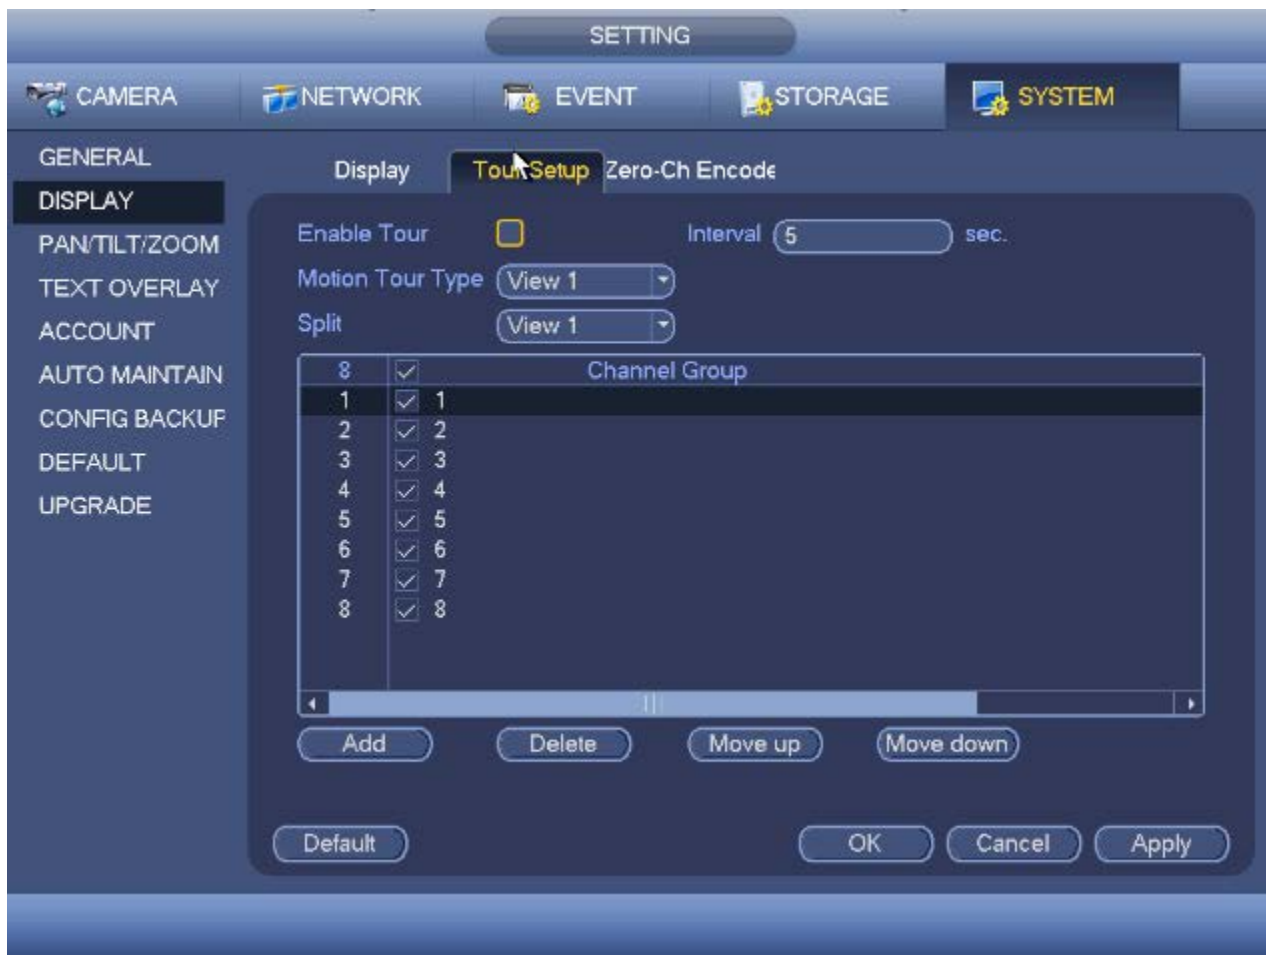 SETTING
CAMERA NETWORK EVENT STORAGE SYSTEM
GENERAL
DISPLAY
PAN/TILT/ZOOM
TEXT OVERLAY
ACCOUNT
AUTO MAINTAIN
CONFIG BACKUP
DEFAULT
UPGRADE
Display Tour Setup Zero-Ch Encode
Enable Tour Interval 5 sec.
Motion Tour Type View 1
Split View 1
8 Channel Group
1 1
2 2
3 3
4 4
5 5
6 6
7 7
8 8
Add Delete Move up Move down
Default OK Cancel Apply